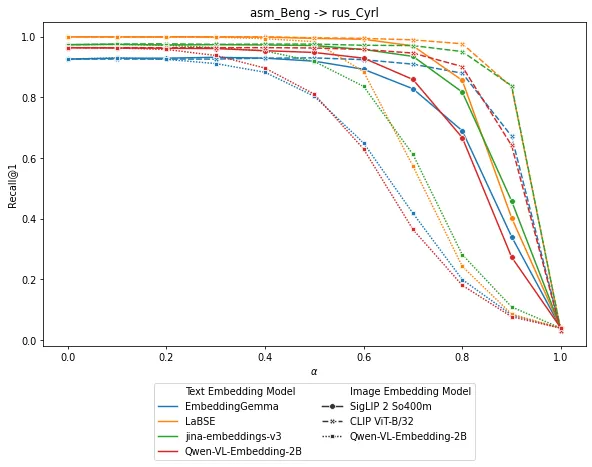 asm_Beng -> rus_Cyrl
1.0
0.8
0.6
0.4
0.2
0.0
Recall@1
0.0 0.2 0.4 0.6 0.8 1.0
α
Text Embedding Model
EmbeddingGemma
LaBSE
jina-embeddings-v3
Qwen-VL-Embedding-2B
Image Embedding Model
SigLIP 2 So400m
CLIP ViT-B/32
Qwen-VL-Embedding-2B